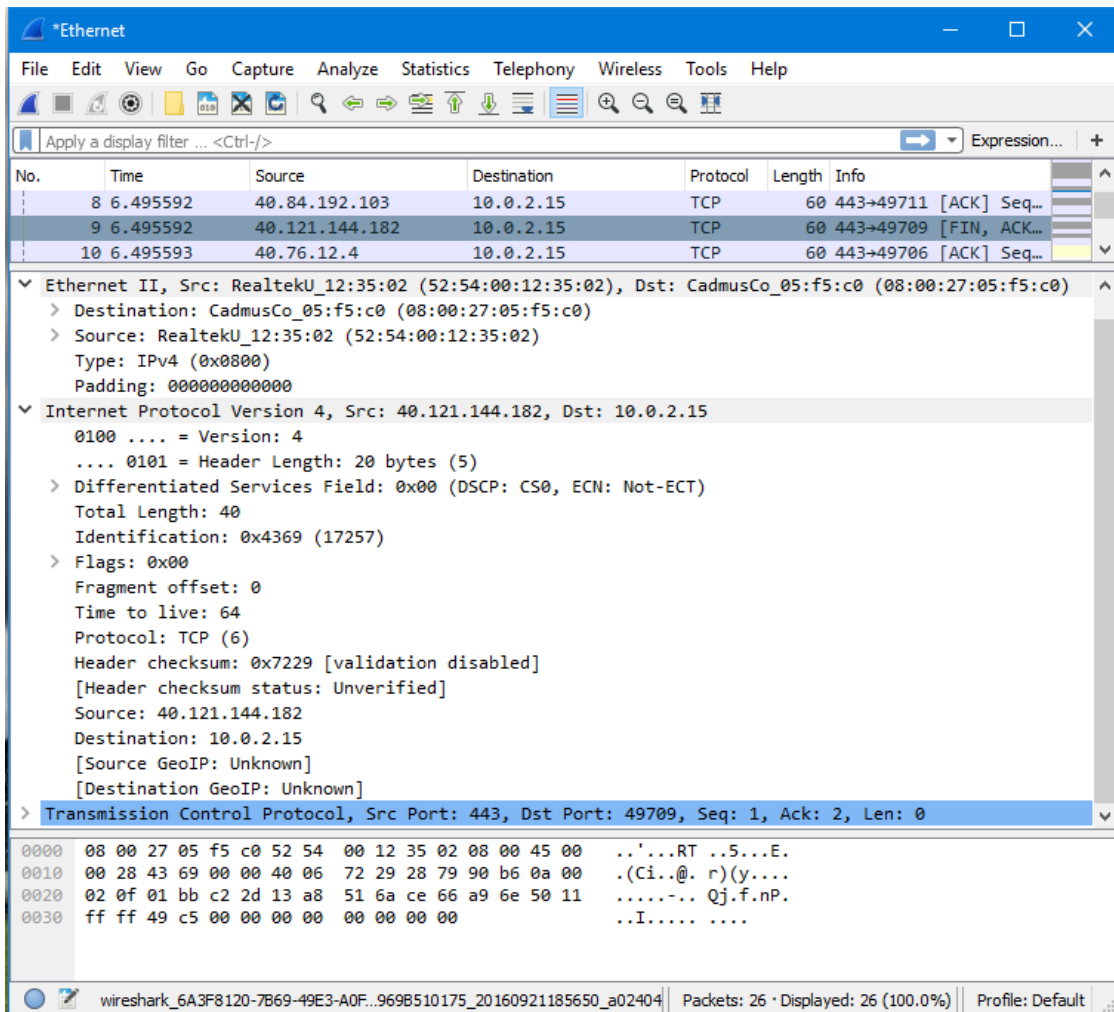 *Ethernet
File Edit View Go Capture Analyze Statistics Telephony Wireless Tools Help
Apply a display filter ... <Ctrl-/> Expression... +
No. Time Source Destination Protocol Length Info
8 6.495592 40.84.192.103 10.0.2.15 TCP 60 443→49711 [ACK] Seq…
9 6.495592 40.121.144.182 10.0.2.15 TCP 60 443→49709 [FIN, ACK…
10 6.495593 40.76.12.4 10.0.2.15 TCP 60 443→49706 [ACK] Seq…
Ethernet II, Src: RealtekU_12:35:02 (52:54:00:12:35:02), Dst: CadmusCo_05:f5:c0 (08:00:27:05:f5:c0)
Destination: CadmusCo_05:f5:c0 (08:00:27:05:f5:c0)
Source: RealtekU_12:35:02 (52:54:00:12:35:02)
Type: IPv4 (0x0800)
Padding: 000000000000
Internet Protocol Version 4, Src: 40.121.144.182, Dst: 10.0.2.15
0100 .... = Version: 4
.... 0101 = Header Length: 20 bytes (5)
Differentiated Services Field: 0x00 (DSCP: CS0, ECN: Not-ECT)
Total Length: 40
Identification: 0x4369 (17257)
Flags: 0x00
Fragment offset: 0
Time to live: 64
Protocol: TCP (6)
Header checksum: 0x7229 [validation disabled]
[Header checksum status: Unverified]
Source: 40.121.144.182
Destination: 10.0.2.15
[Source GeoIP: Unknown]
[Destination GeoIP: Unknown]
Transmission Control Protocol, Src Port: 443, Dst Port: 49709, Seq: 1, Ack: 2, Len: 0
0000 08 00 27 05 f5 c0 52 54 00 12 35 02 08 00 45 00 ..'...RT ..5...E.
0010 00 28 43 69 00 00 40 06 72 29 28 79 90 b6 0a 00 .(Ci..@. r)(y....
0020 02 0f 01 bb c2 2d 13 a8 51 6a ce 66 a9 6e 50 11 .....-.. Qj.f.nP.
0030 ff ff 49 c5 00 00 00 00 00 00 00 00 ..I..... ....
wireshark_6A3F8120-7B69-49E3-A0F...969B510175_20160921185650_a02404 Packets: 26 · Displayed: 26 (100.0%) Profile: Default